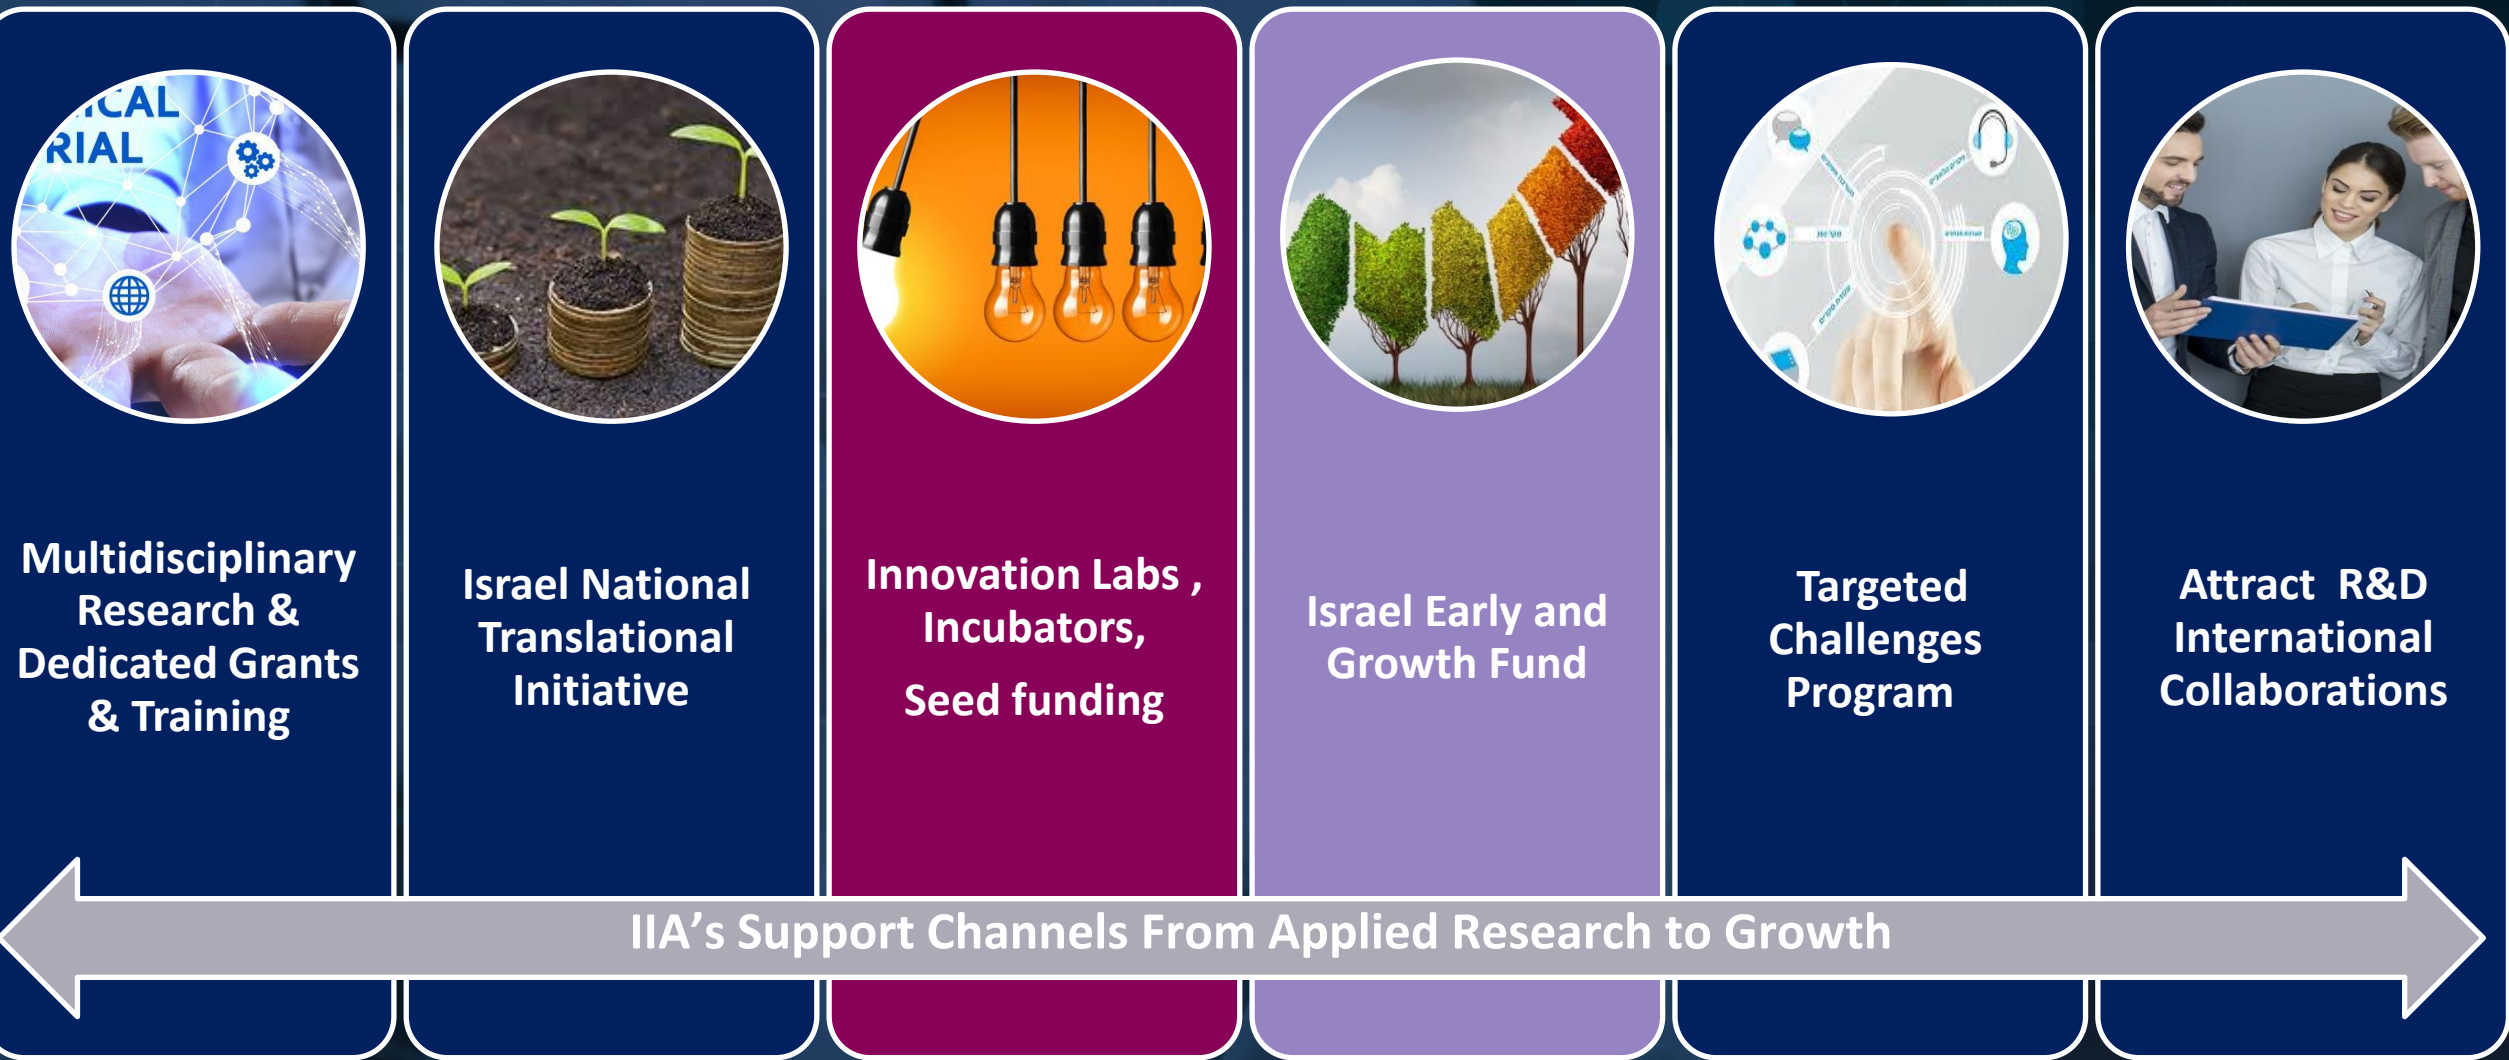 ICAL
RIAL
Multidisciplinary
Research &
Dedicated Grants
& Training
Israel National
Translational
Initiative
Innovation Labs ,
Incubators,
Seed funding
Israel Early and
Growth Fund
Targeted
Challenges
Program
Attract R&D
International
Collaborations
IIA’s Support Channels From Applied Research to Growth